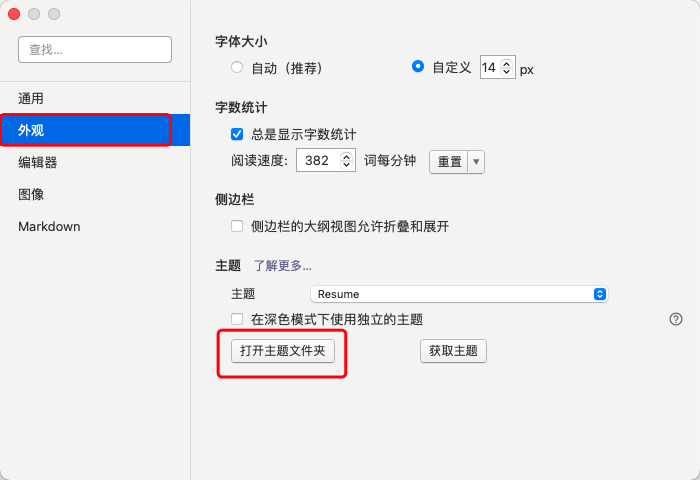 查找...
通用
外观
编辑器
图像
Markdown
字体大小
自动（推荐） 自定义 14 px
字数统计
总是显示字数统计
阅读速度: 382 词每分钟 重置
侧边栏
侧边栏的大纲视图允许折叠和展开
主题 了解更多...
主题 Resume
在深色模式下使用独立的主题 ?
打开主题文件夹 获取主题